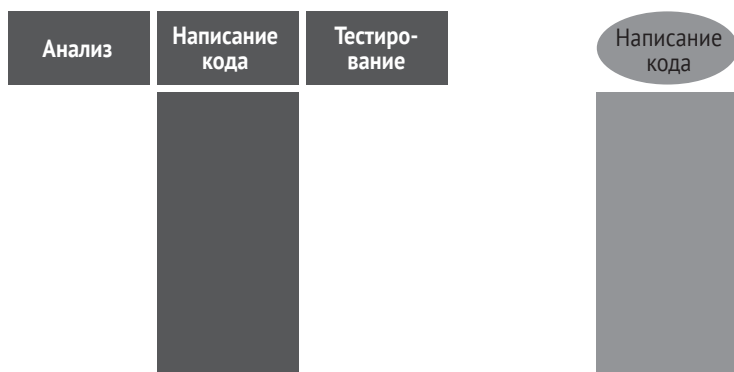 Анализ
Написание
кода
Тестиро-
вание
Написание
кода